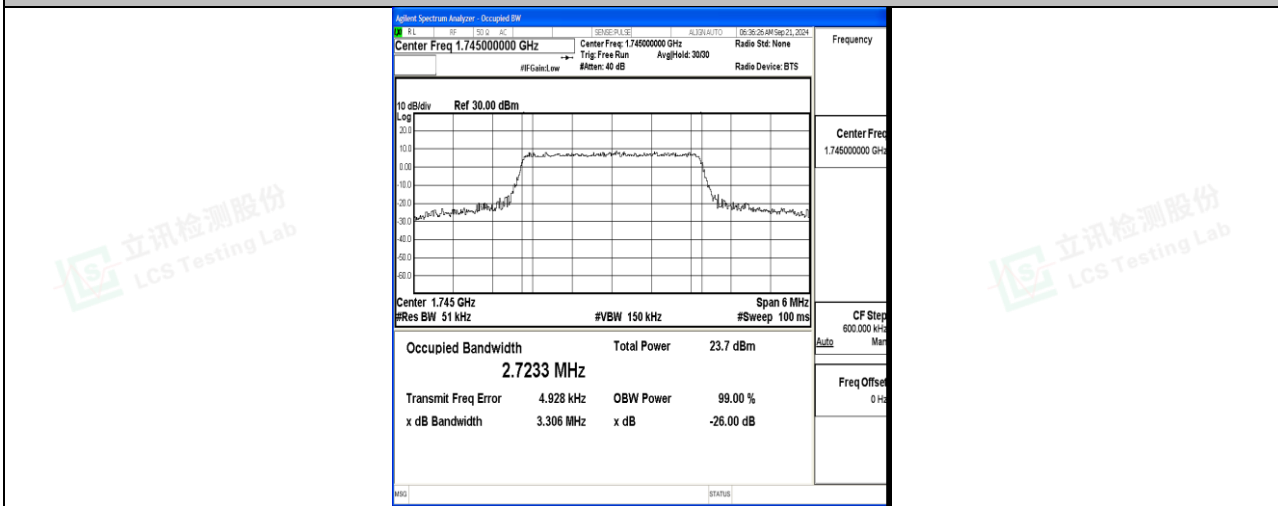 Agilent Spectrum Analyzer - Occupied BW
RL RF 50 Ω AC SENSE:PULSE ALIGN AUTO 06:36:26 AM Sep 21, 2024
Center Freq 1.745000000 GHz
Center Freq: 1.745000000 GHz
Radio Std: None
Trig: Free Run Avg|Hold: 30/30
#IFGain:Low #Atten: 40 dB Radio Device: BTS
Frequency
10 dB/div Ref 30.00 dBm
Log
20.0
10.0
0.00
-10.0
-20.0
-30.0
-40.0
-50.0
-60.0
Center 1.745 GHz Span 6 MHz
#Res BW 51 kHz #VBW 150 kHz #Sweep 100 ms
Center Freq
1.745000000 GHz
CF Step
600.000 kHz
Auto Man
Freq Offset
0 Hz
Occupied Bandwidth Total Power 23.7 dBm
2.7233 MHz
Transmit Freq Error 4.928 kHz OBW Power 99.00 %
x dB Bandwidth 3.306 MHz x dB -26.00 dB
MSG STATUS
立讯检测股份
LCS Testing Lab
立讯检测股份
LCS Testing Lab